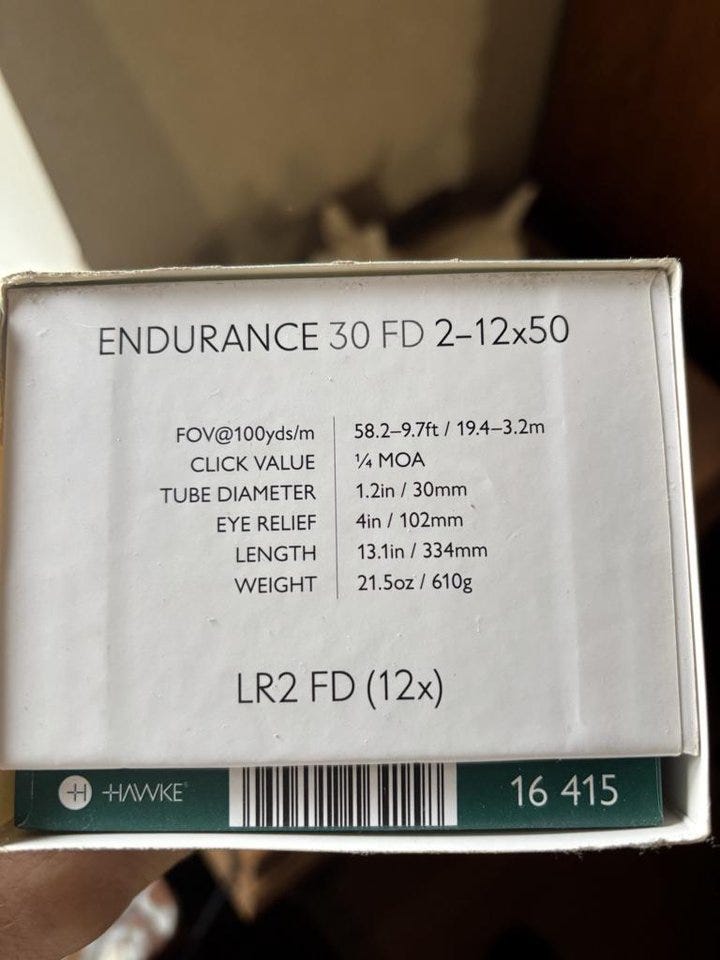 ENDURANCE 30 FD 2–12x50
FOV@100yds/m 58.2–9.7ft / 19.4–3.2m
CLICK VALUE ¼ MOA
TUBE DIAMETER 1.2in / 30mm
EYE RELIEF 4in / 102mm
LENGTH 13.1in / 334mm
WEIGHT 21.5oz / 610g
LR2 FD (12x)
H HAWKE 16 415